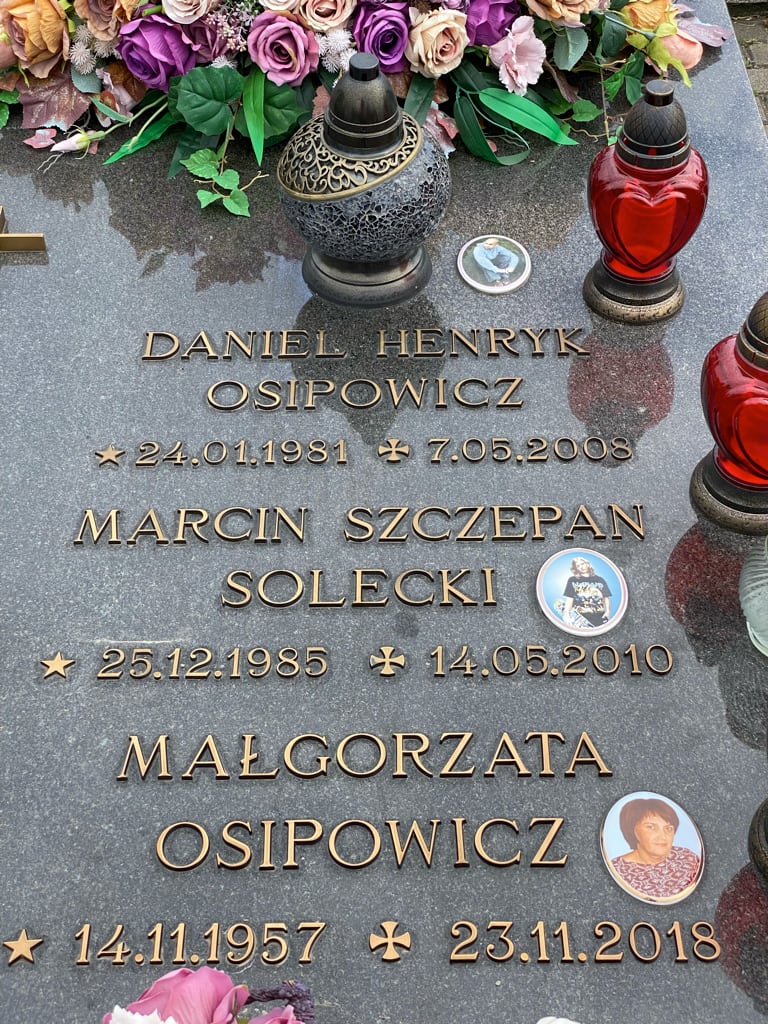 DANIEL HENRYK
OSIPOWICZ
★ 24.01.1981 ✠ 7.05.2008
MARCIN SZCZEPAN
SOLECKI
★ 25.12.1985 ✠ 14.05.2010
MAŁGORZATA
OSIPOWICZ
★ 14.11.1957 ✠ 23.11.2018